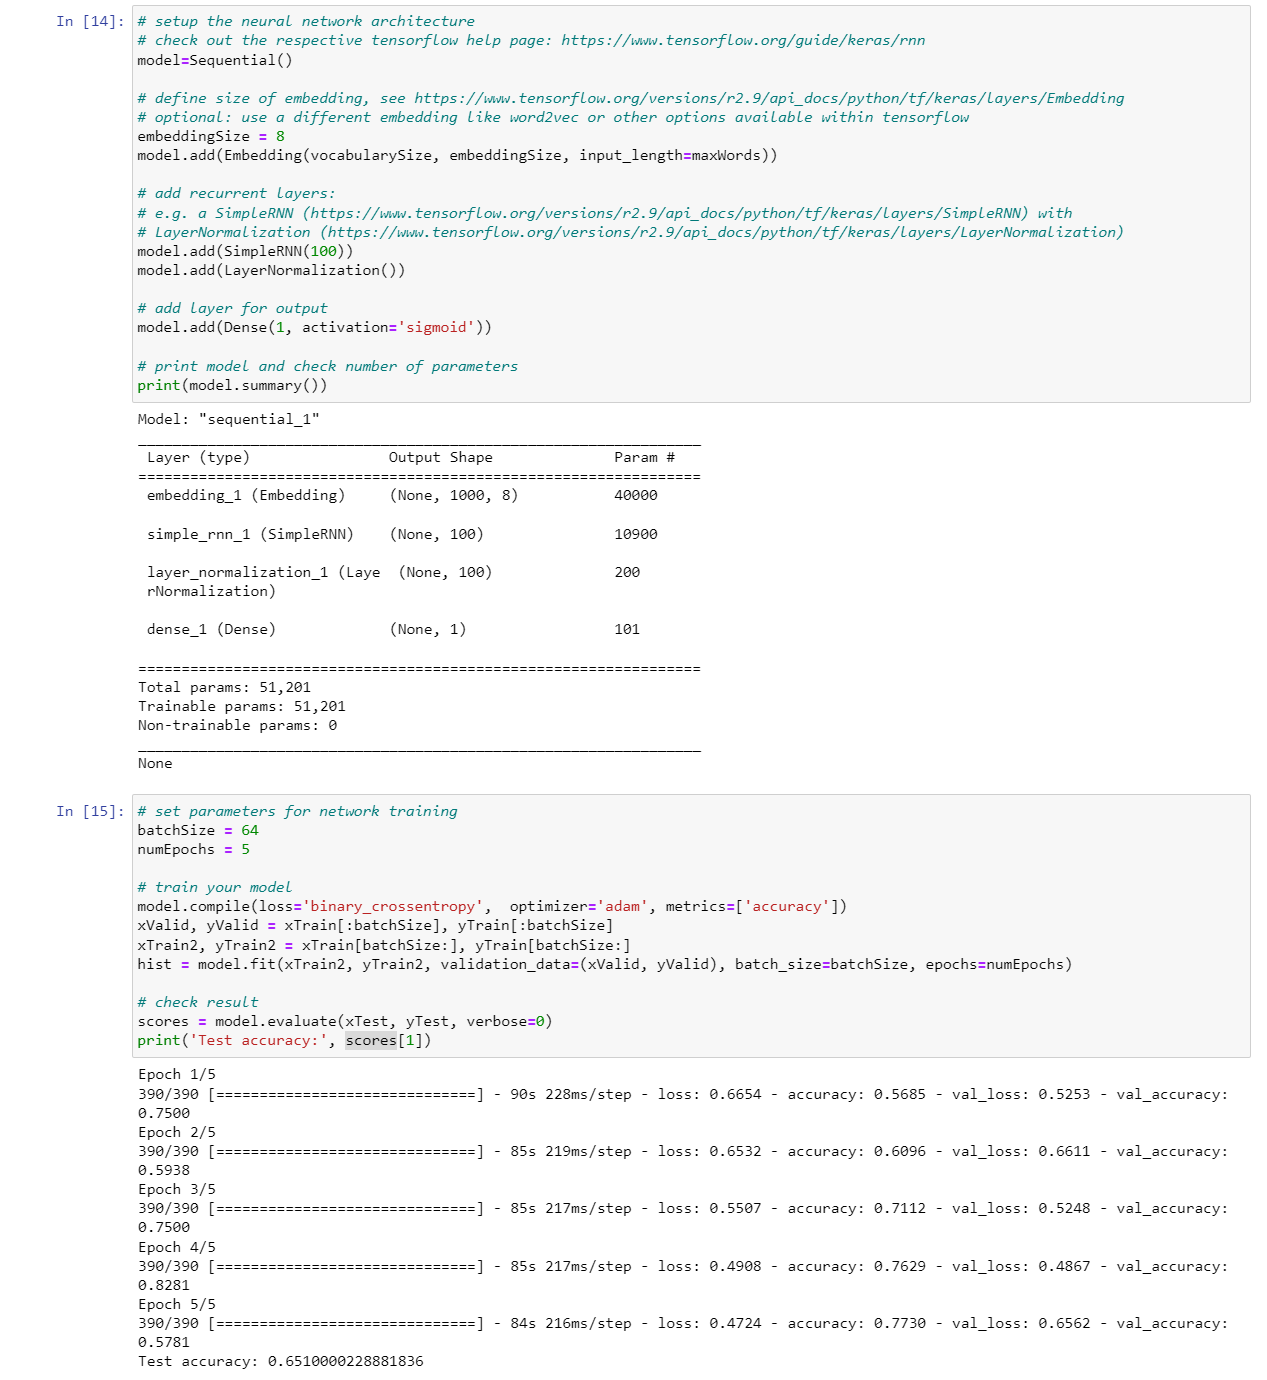 In [14]: # setup the neural network architecture
# check out the respective tensorflow help page: https://www.tensorflow.org/guide/keras/rnn
model=Sequential()
# define size of embedding, see https://www.tensorflow.org/versions/r2.9/api_docs/python/tf/keras/layers/Embedding
# optional: use a different embedding like word2vec or other options available within tensorflow
embeddingSize = 8
model.add(Embedding(vocabularySize, embeddingSize, input_length=maxWords))
# add recurrent layers:
# e.g. a SimpleRNN (https://www.tensorflow.org/versions/r2.9/api_docs/python/tf/keras/layers/SimpleRNN) with
# LayerNormalization (https://www.tensorflow.org/versions/r2.9/api_docs/python/tf/keras/layers/LayerNormalization)
model.add(SimpleRNN(100))
model.add(LayerNormalization())
# add layer for output
model.add(Dense(1, activation='sigmoid'))
# print model and check number of parameters
print(model.summary())
Model: "sequential_1"
_________________________________________________________________
Layer (type) Output Shape Param #
=================================================================
embedding_1 (Embedding) (None, 1000, 8) 40000
simple_rnn_1 (SimpleRNN) (None, 100) 10900
layer_normalization_1 (Laye (None, 100) 200
rNormalization)
dense_1 (Dense) (None, 1) 101
=================================================================
Total params: 51,201
Trainable params: 51,201
Non-trainable params: 0
_________________________________________________________________
None
In [15]: # set parameters for network training
batchSize = 64
numEpochs = 5
# train your model
model.compile(loss='binary_crossentropy', optimizer='adam', metrics=['accuracy'])
xValid, yValid = xTrain[:batchSize], yTrain[:batchSize]
xTrain2, yTrain2 = xTrain[batchSize:], yTrain[batchSize:]
hist = model.fit(xTrain2, yTrain2, validation_data=(xValid, yValid), batch_size=batchSize, epochs=numEpochs)
# check result
scores = model.evaluate(xTest, yTest, verbose=0)
print('Test accuracy:', scores[1])
Epoch 1/5
390/390 [==============================] - 90s 228ms/step - loss: 0.6654 - accuracy: 0.5685 - val_loss: 0.5253 - val_accuracy:
0.7500
Epoch 2/5
390/390 [==============================] - 85s 219ms/step - loss: 0.6532 - accuracy: 0.6096 - val_loss: 0.6611 - val_accuracy:
0.5938
Epoch 3/5
390/390 [==============================] - 85s 217ms/step - loss: 0.5507 - accuracy: 0.7112 - val_loss: 0.5248 - val_accuracy:
0.7500
Epoch 4/5
390/390 [==============================] - 85s 217ms/step - loss: 0.4908 - accuracy: 0.7629 - val_loss: 0.4867 - val_accuracy:
0.8281
Epoch 5/5
390/390 [==============================] - 84s 216ms/step - loss: 0.4724 - accuracy: 0.7730 - val_loss: 0.6562 - val_accuracy:
0.5781
Test accuracy: 0.6510000228881836